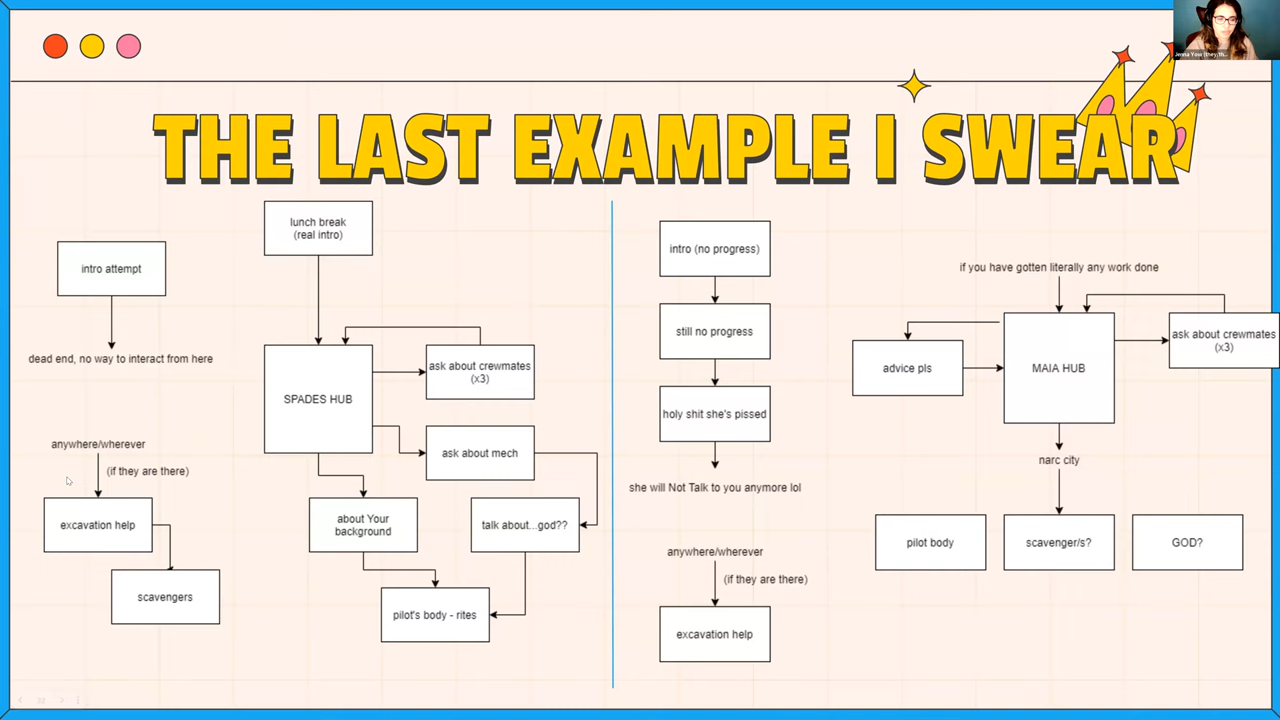 Jenna Yow (they,th...
THE LAST EXAMPLE I SWEAR
lunch break
(real intro)
intro attempt
dead end, no way to interact from here
SPADES HUB
ask about crewmates
(x3)
ask about mech
anywhere/wherever
(if they are there)
excavation help
scavengers
about Your
background
talk about...god??
pilot's body - rites
intro (no progress)
still no progress
holy shit she's pissed
she will Not Talk to you anymore lol
anywhere/wherever
(if they are there)
excavation help
if you have gotten literally any work done
advice pls
MAIA HUB
ask about crewmates
(x3)
narc city
pilot body
scavenger/s?
GOD?